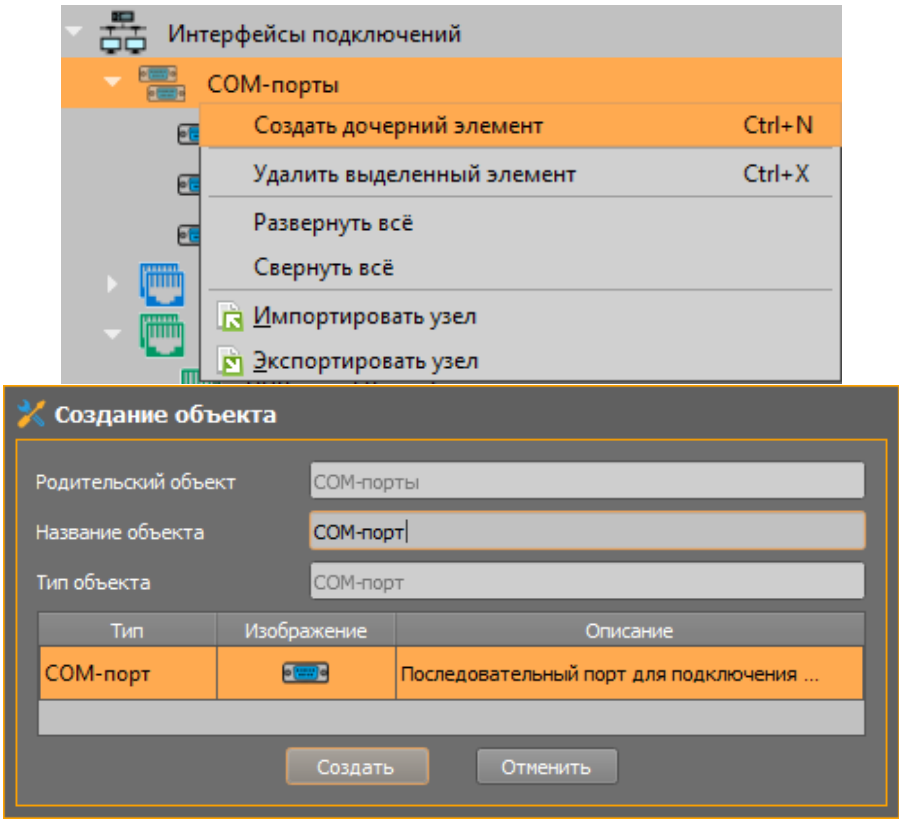 Интерфейсы подключений
COM-порты
Создать дочерний элемент Ctrl+N
Удалить выделенный элемент Ctrl+X
Развернуть всё
Свернуть всё
Импортировать узел
Экспортировать узел
Создание объекта
Родительский объект COM-порты
Название объекта COM-порт
Тип объекта COM-порт
Тип Изображение Описание
COM-порт Последовательный порт для подключения ...
Создать Отменить